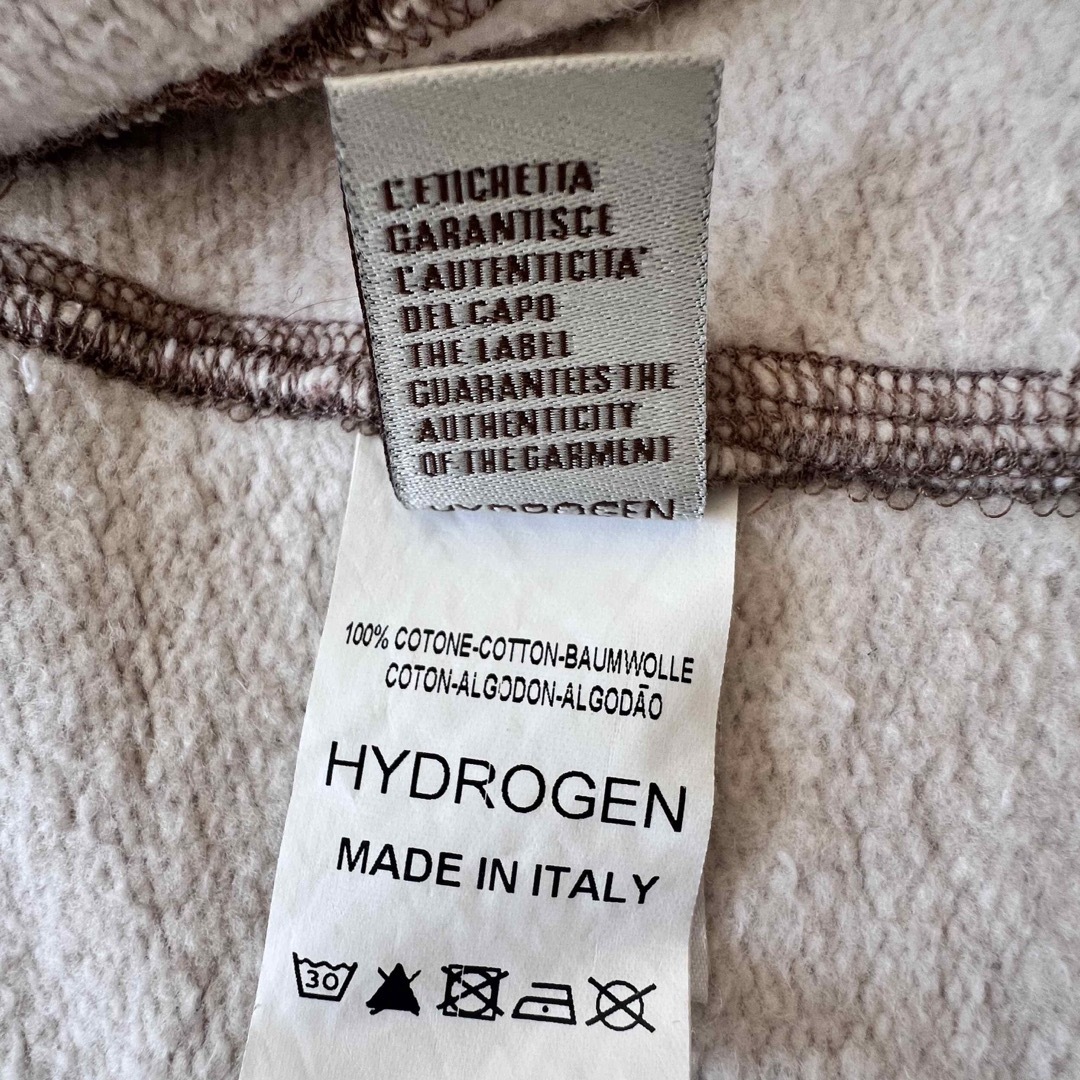 L'ETICHETTA
GARANTISCE
L'AUTENTICITA'
DEL CAPO
THE LABEL
GUARANTEES THE
AUTHENTICITY
OF THE GARMENT
HYDROGEN
100% COTONE-COTTON-BAUMWOLLE
COTON-ALGODON-ALGODÃO
HYDROGEN
MADE IN ITALY
30